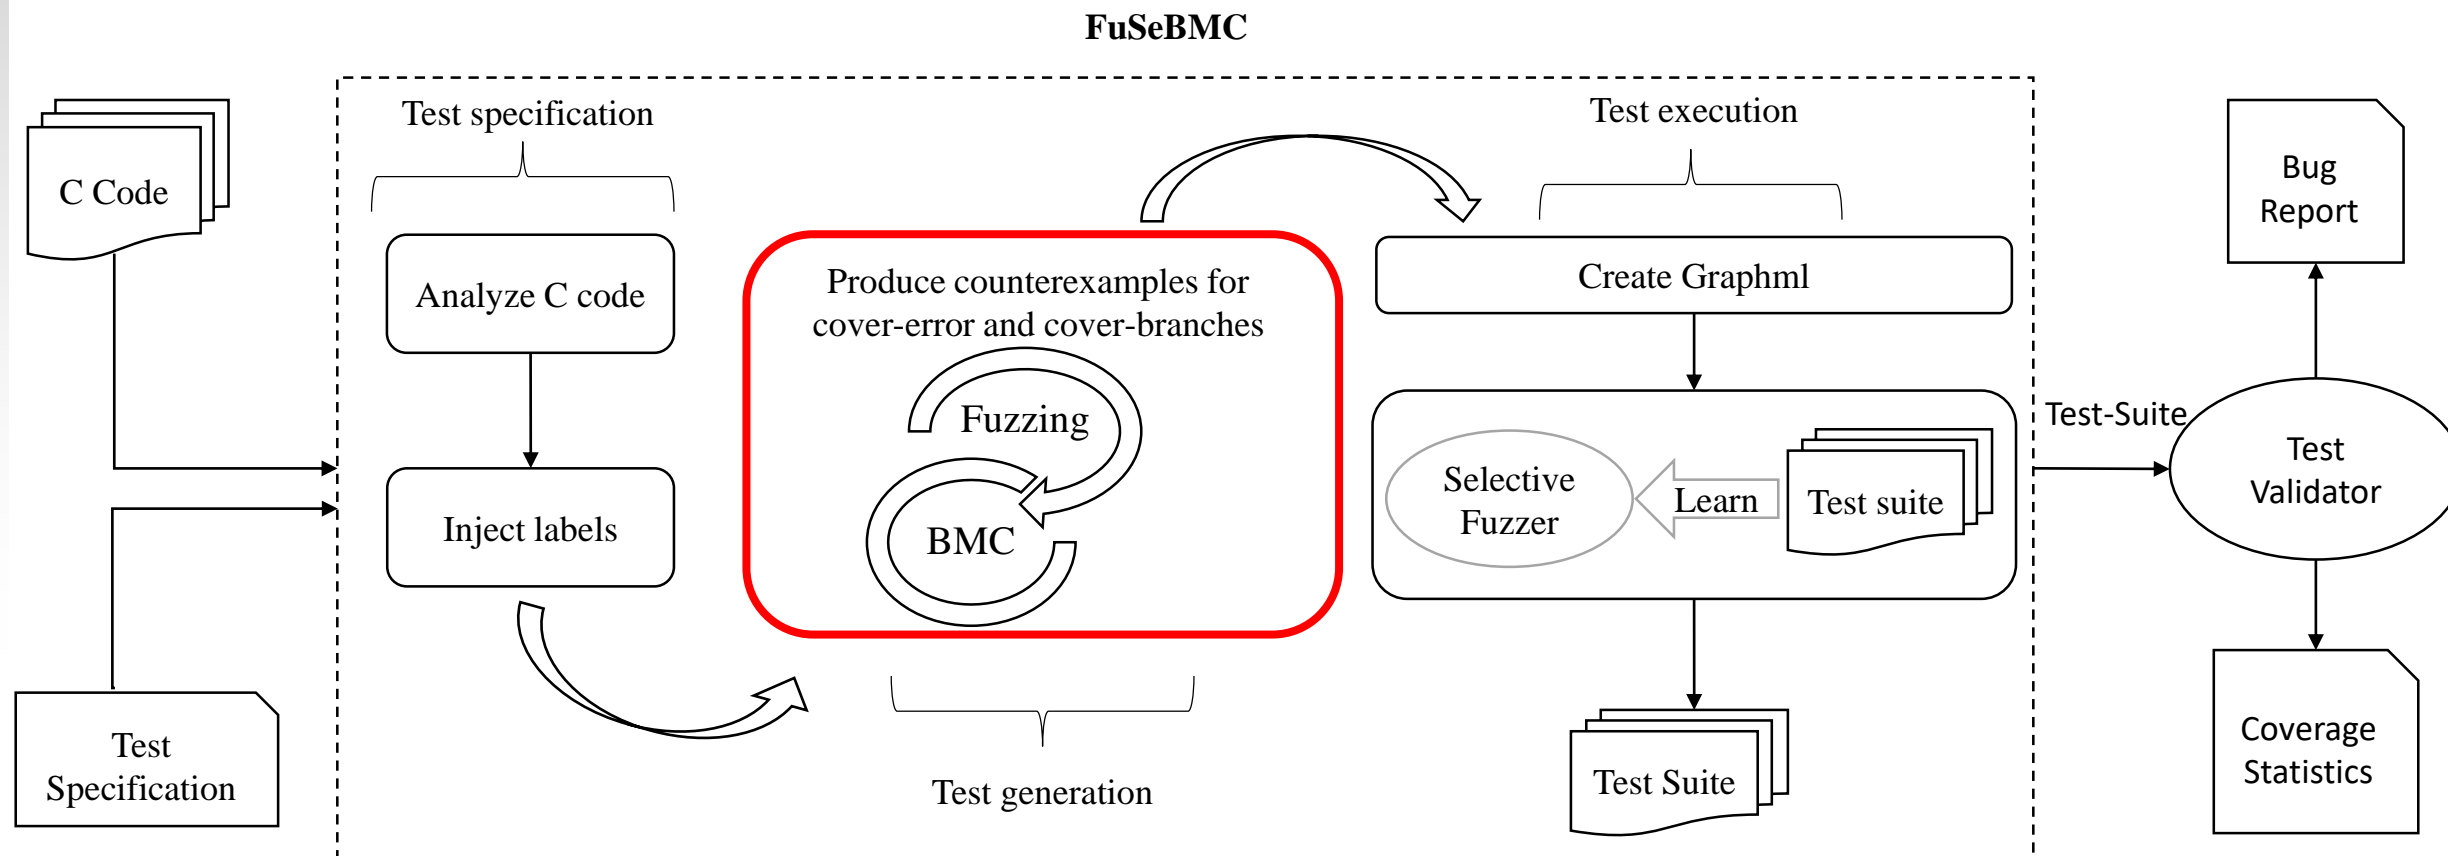 FuSeBMC
C Code
Test
Specification
Test specification
Analyze C code
Inject labels
Produce counterexamples for
cover-error and cover-branches
Fuzzing
BMC
Test generation
Test execution
Create Graphml
Selective
Fuzzer
Learn
Test suite
Test Suite
Test-Suite
Test
Validator
Bug
Report
Coverage
Statistics